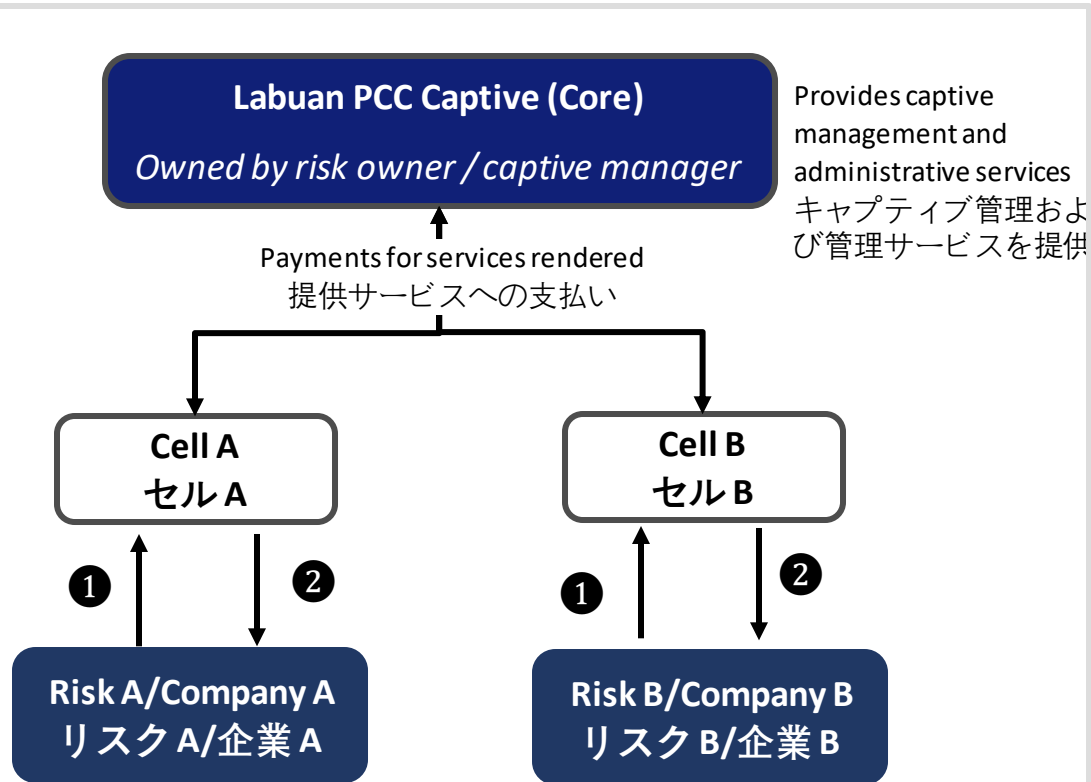 Labuan PCC Captive (Core)
Owned by risk owner / captive manager
Provides captive
management and
administrative services
キャプティブ管理およ
び管理サービスを提供
Payments for services rendered
提供サービスへの支払い
Cell A
セル A
Cell B
セル B
❶
❷
❶
❷
Risk A/Company A
リスク A/企業 A
Risk B/Company B
リスク B/企業 B